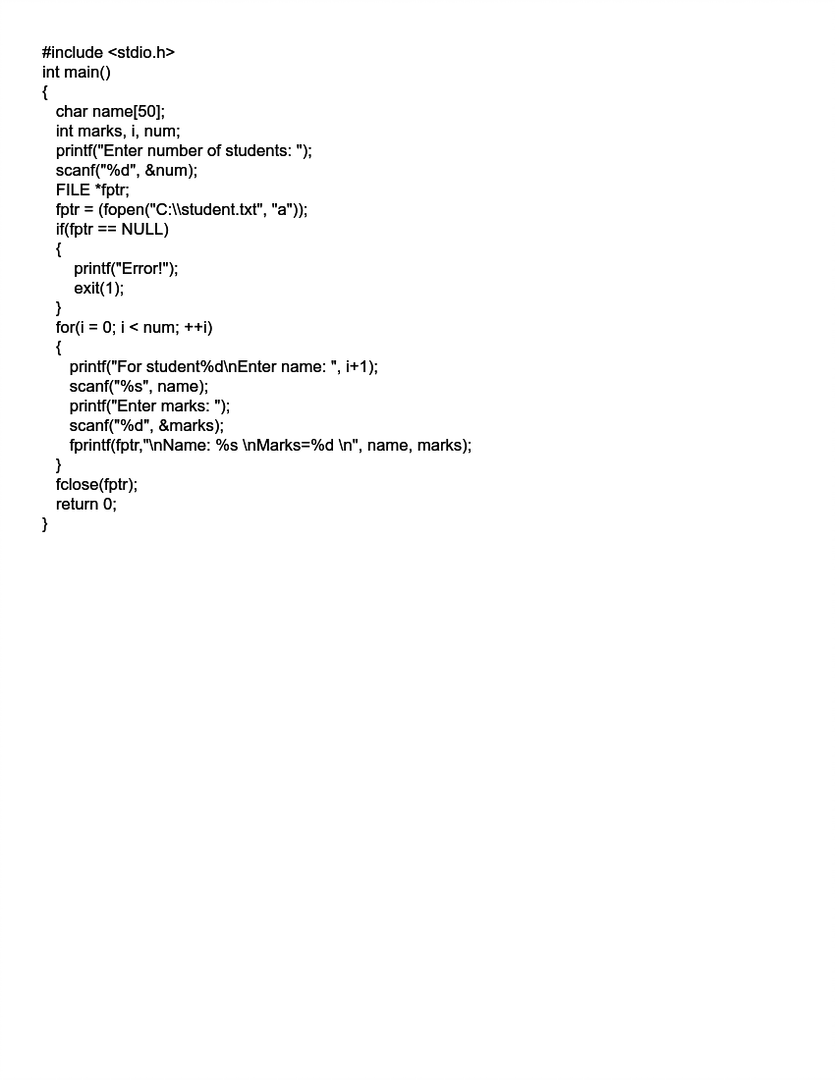 #include <stdio.h>
int main()
{
char name[50];
int marks, i, num;
printf("Enter number of students: ");
scanf("%d", &num);
FILE *fptr;
fptr = (fopen("C:\\student.txt", "a"));
if(fptr == NULL)
{
printf("Error!");
exit(1);
}
for(i = 0; i < num; ++i)
{
printf("For student%d\nEnter name: ", i+1);
scanf("%s", name);
printf("Enter marks: ");
scanf("%d", &marks);
fprintf(fptr,"\nName: %s \nMarks=%d \n", name, marks);
}
fclose(fptr);
return 0;
}